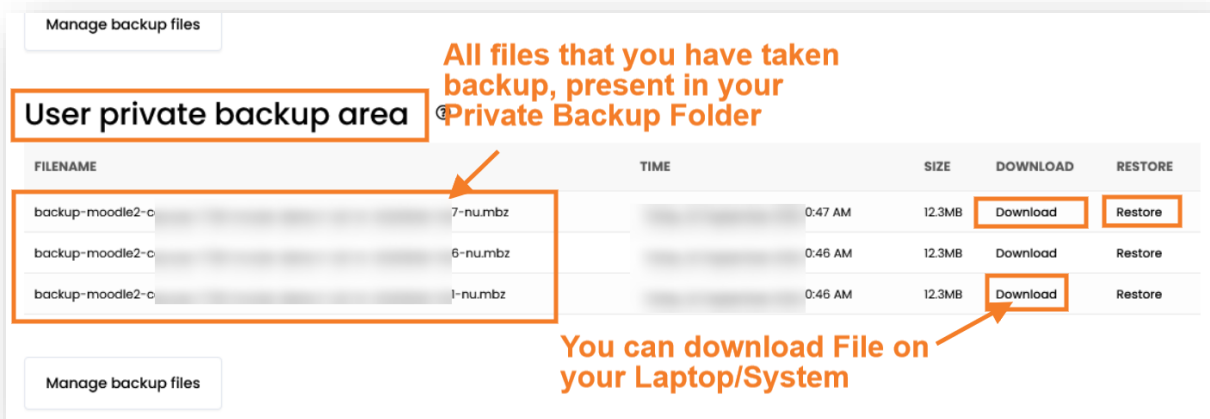 Manage backup files
All files that you have taken
backup, present in your
Private Backup Folder
User private backup area
FILENAME TIME SIZE DOWNLOAD RESTORE
backup-moodle2-c 7-nu.mbz 0:47 AM 12.3MB Download Restore
backup-moodle2-c 6-nu.mbz 0:46 AM 12.3MB Download Restore
backup-moodle2-c 1-nu.mbz 0:46 AM 12.3MB Download Restore
You can download File on
your Laptop/System
Manage backup files